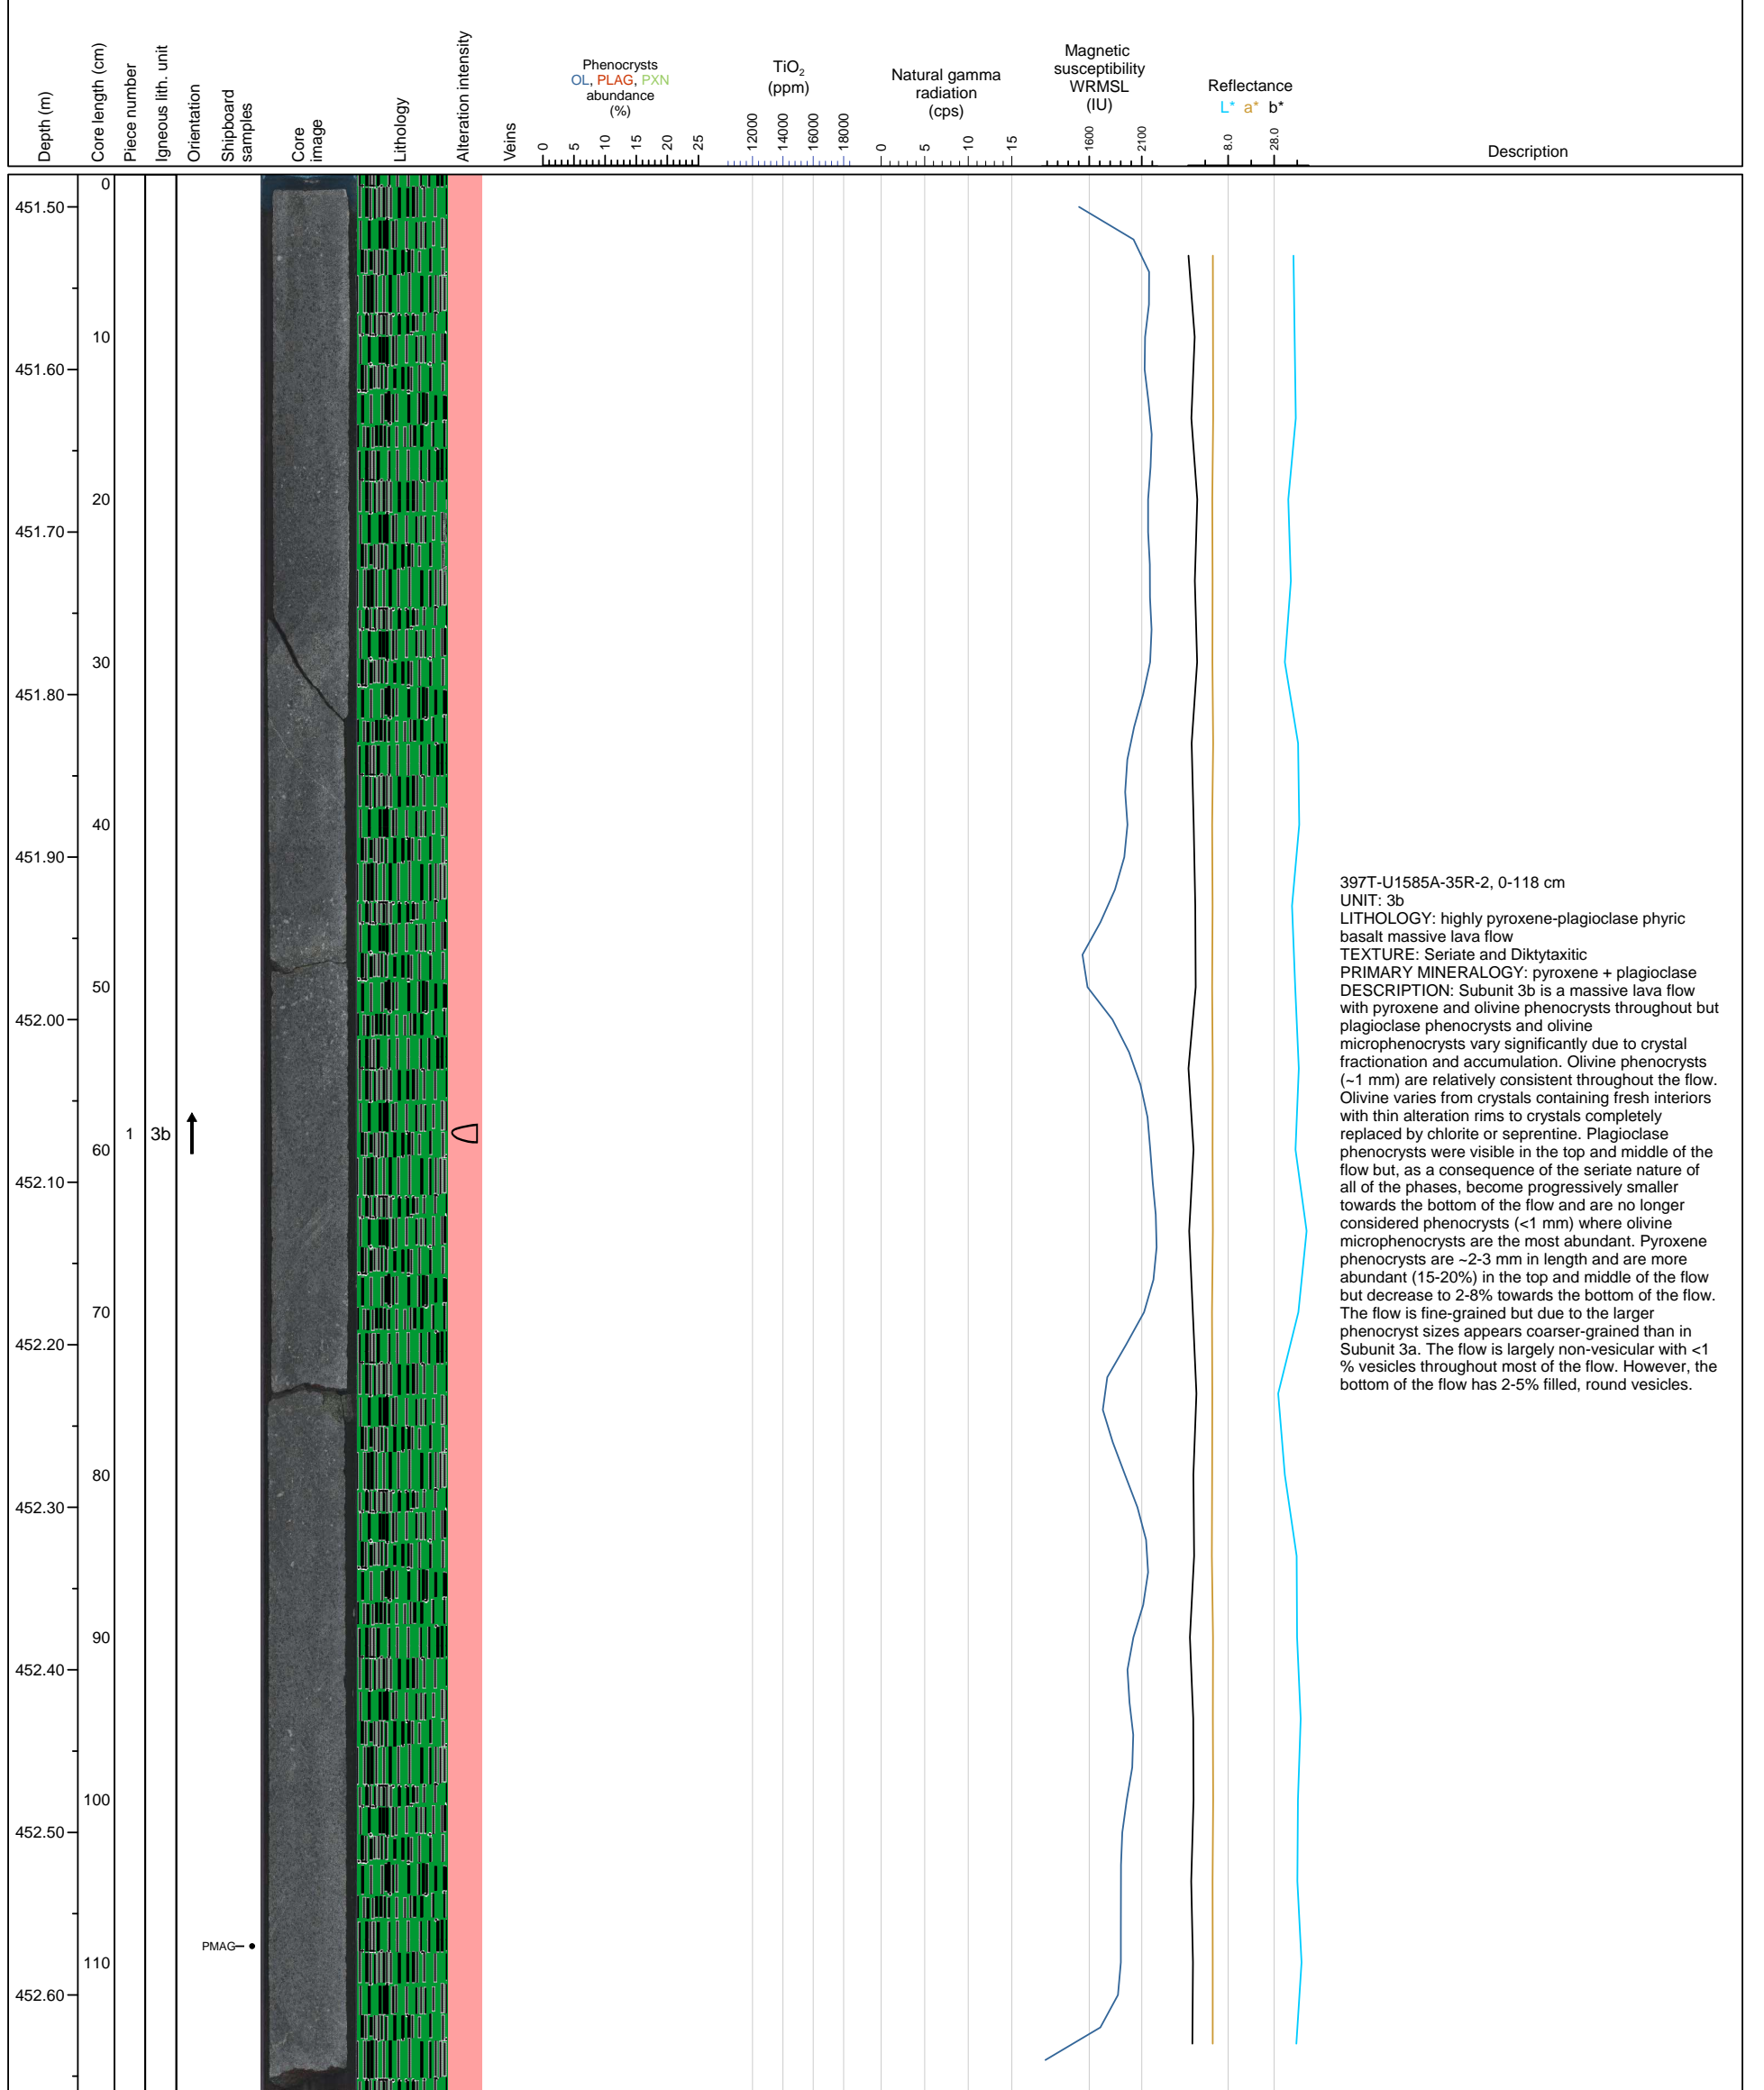 Depth (m)
Core length (cm)
Piece number
Igneous lith. unit
Orientation
Shipboard
samples
Core
image
Lithology
Alteration intensity
Veins
Phenocrysts
OL, PLAG, PXN
abundance
(%)
0 5 10 15 20 25
TiO2
(ppm)
12000 14000 16000 18000
Natural gamma
radiation
(cps)
0 5 10 15
Magnetic
susceptibility
WRMSL
(IU)
1600 2100
Reflectance
L* a* b*
8.0 28.0
Description
0
451.50
10
451.60
20
451.70
30
451.80
40
451.90
50
452.00
1 3b
60
452.10
70
452.20
80
452.30
90
452.40
100
452.50
PMAG
110
452.60
397T-U1585A-35R-2, 0-118 cm
UNIT: 3b
LITHOLOGY: highly pyroxene-plagioclase phyric
basalt massive lava flow
TEXTURE: Seriate and Diktytaxitic
PRIMARY MINERALOGY: pyroxene + plagioclase
DESCRIPTION: Subunit 3b is a massive lava flow
with pyroxene and olivine phenocrysts throughout but
plagioclase phenocrysts and olivine
microphenocrysts vary significantly due to crystal
fractionation and accumulation. Olivine phenocrysts
(~1 mm) are relatively consistent throughout the flow.
Olivine varies from crystals containing fresh interiors
with thin alteration rims to crystals completely
replaced by chlorite or seprentine. Plagioclase
phenocrysts were visible in the top and middle of the
flow but, as a consequence of the seriate nature of
all of the phases, become progressively smaller
towards the bottom of the flow and are no longer
considered phenocrysts (<1 mm) where olivine
microphenocrysts are the most abundant. Pyroxene
phenocrysts are ~2-3 mm in length and are more
abundant (15-20%) in the top and middle of the flow
but decrease to 2-8% towards the bottom of the flow.
The flow is fine-grained but due to the larger
phenocryst sizes appears coarser-grained than in
Subunit 3a. The flow is largely non-vesicular with <1
% vesicles throughout most of the flow. However, the
bottom of the flow has 2-5% filled, round vesicles.